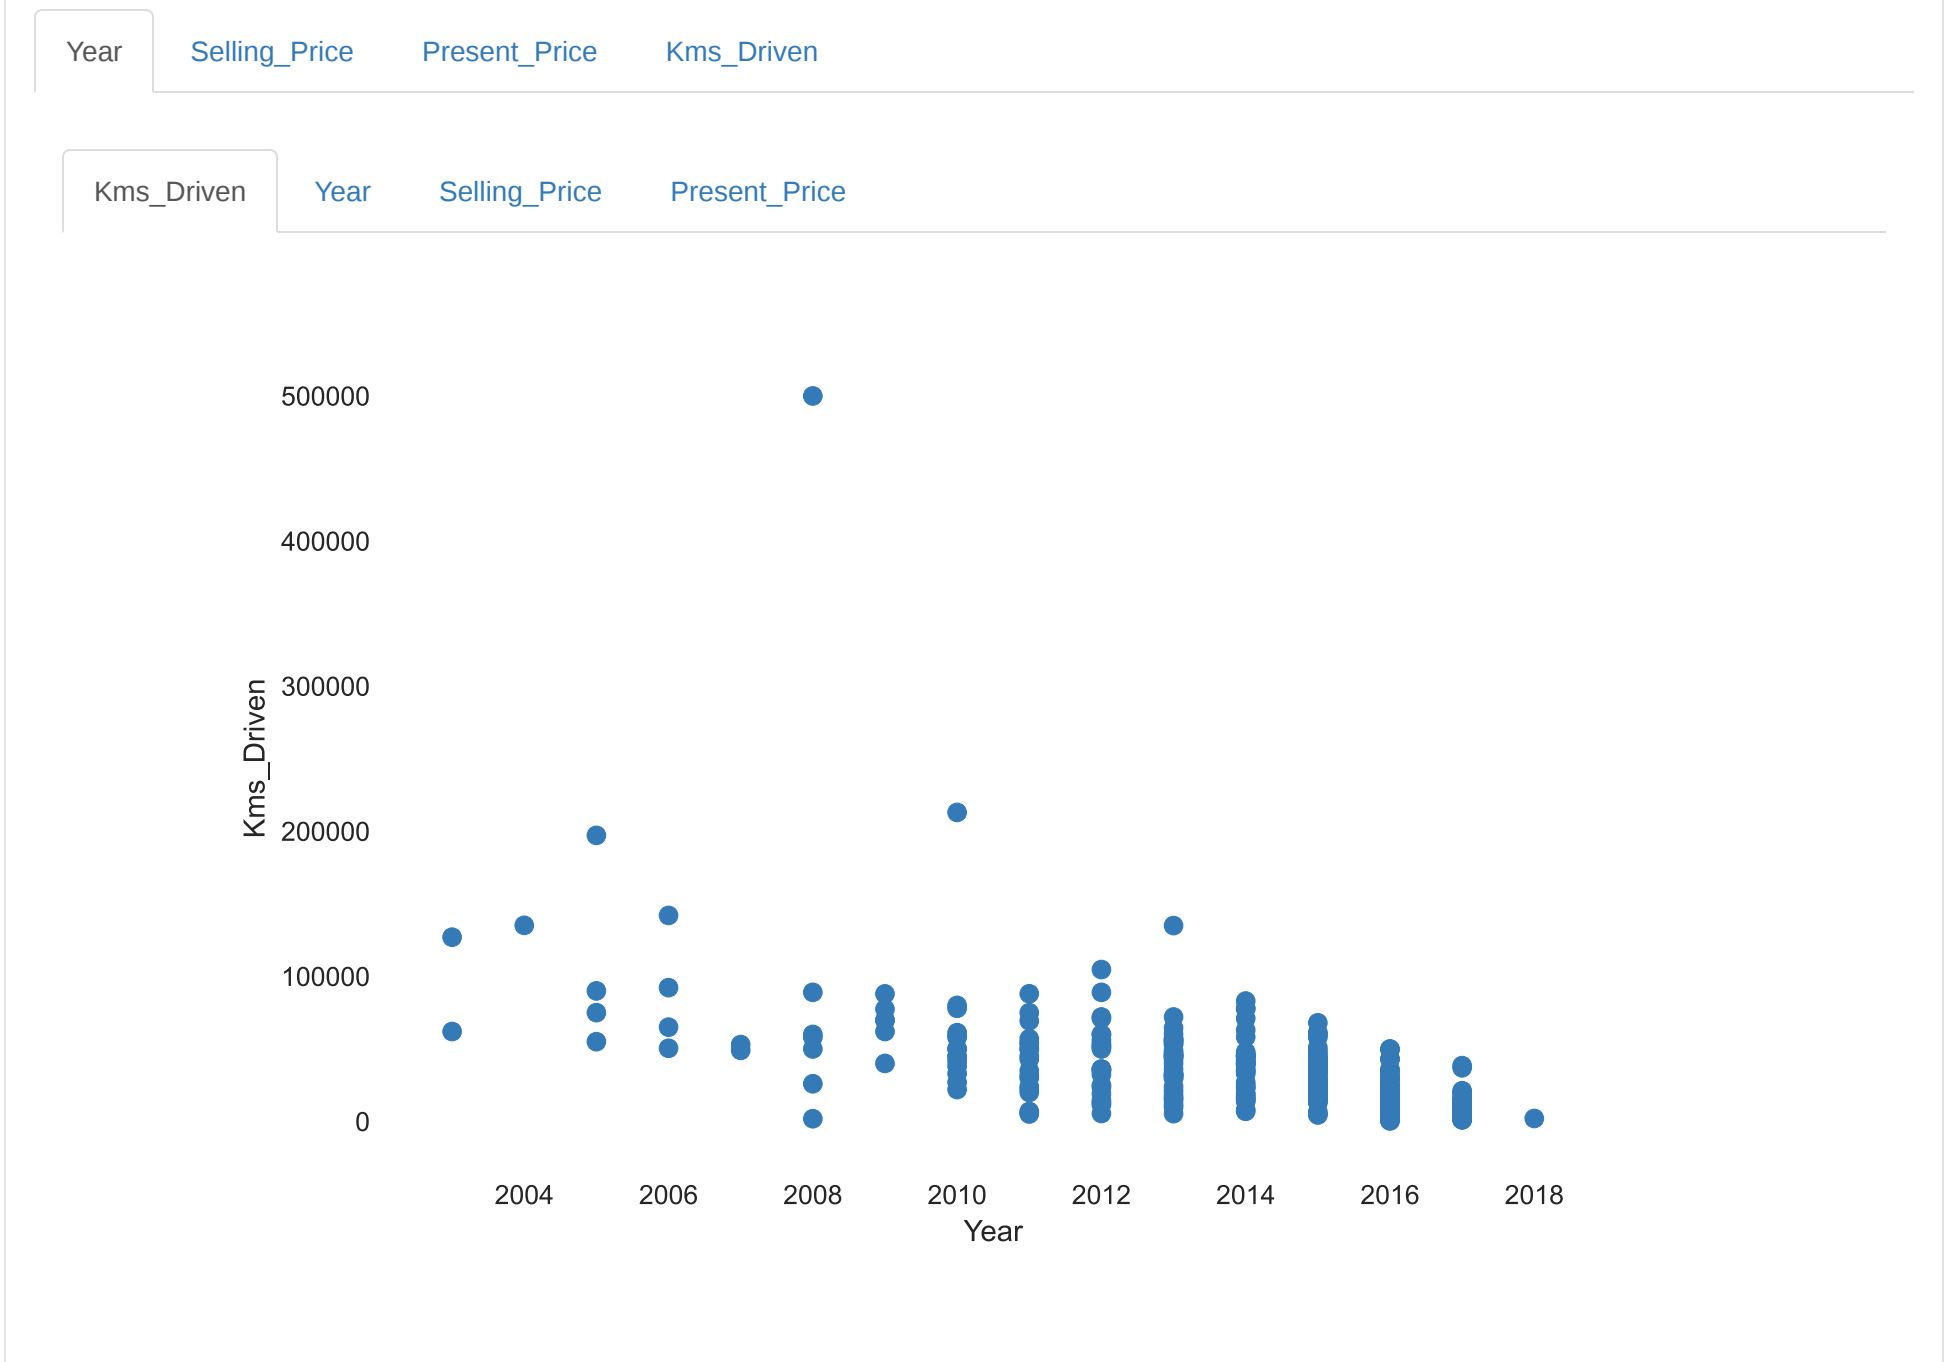 Year Selling_Price Present_Price Kms_Driven
Kms_Driven Year Selling_Price Present_Price
500000
400000
300000
200000
100000
0
Kms_Driven
2004 2006 2008 2010 2012 2014 2016 2018
Year